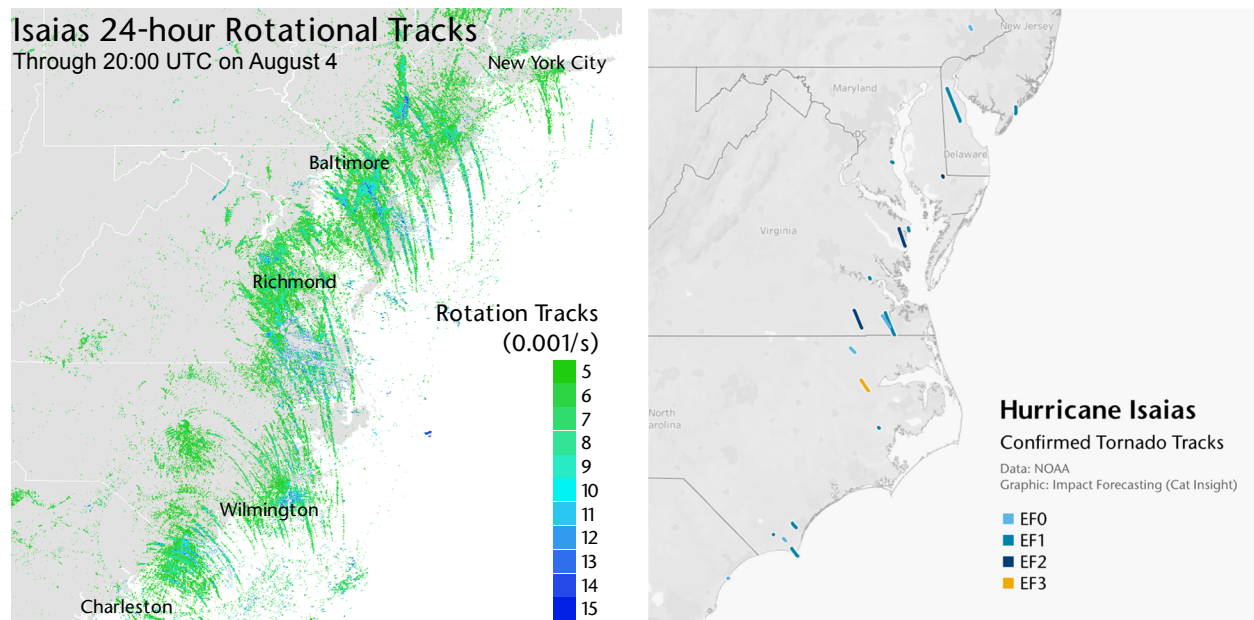 Isaias 24-hour Rotational Tracks
Through 20:00 UTC on August 4
New York City
Baltimore
Richmond
Rotation Tracks
(0.001/s)
5
6
7
8
9
10
11
12
13
14
15
Wilmington
Charleston
New Jersey
Maryland
DC
Delaware
Virginia
North
arolina
Hurricane Isaias
Confirmed Tornado Tracks
Data: NOAA
Graphic: Impact Forecasting (Cat Insight)
EF0
EF1
EF2
EF3